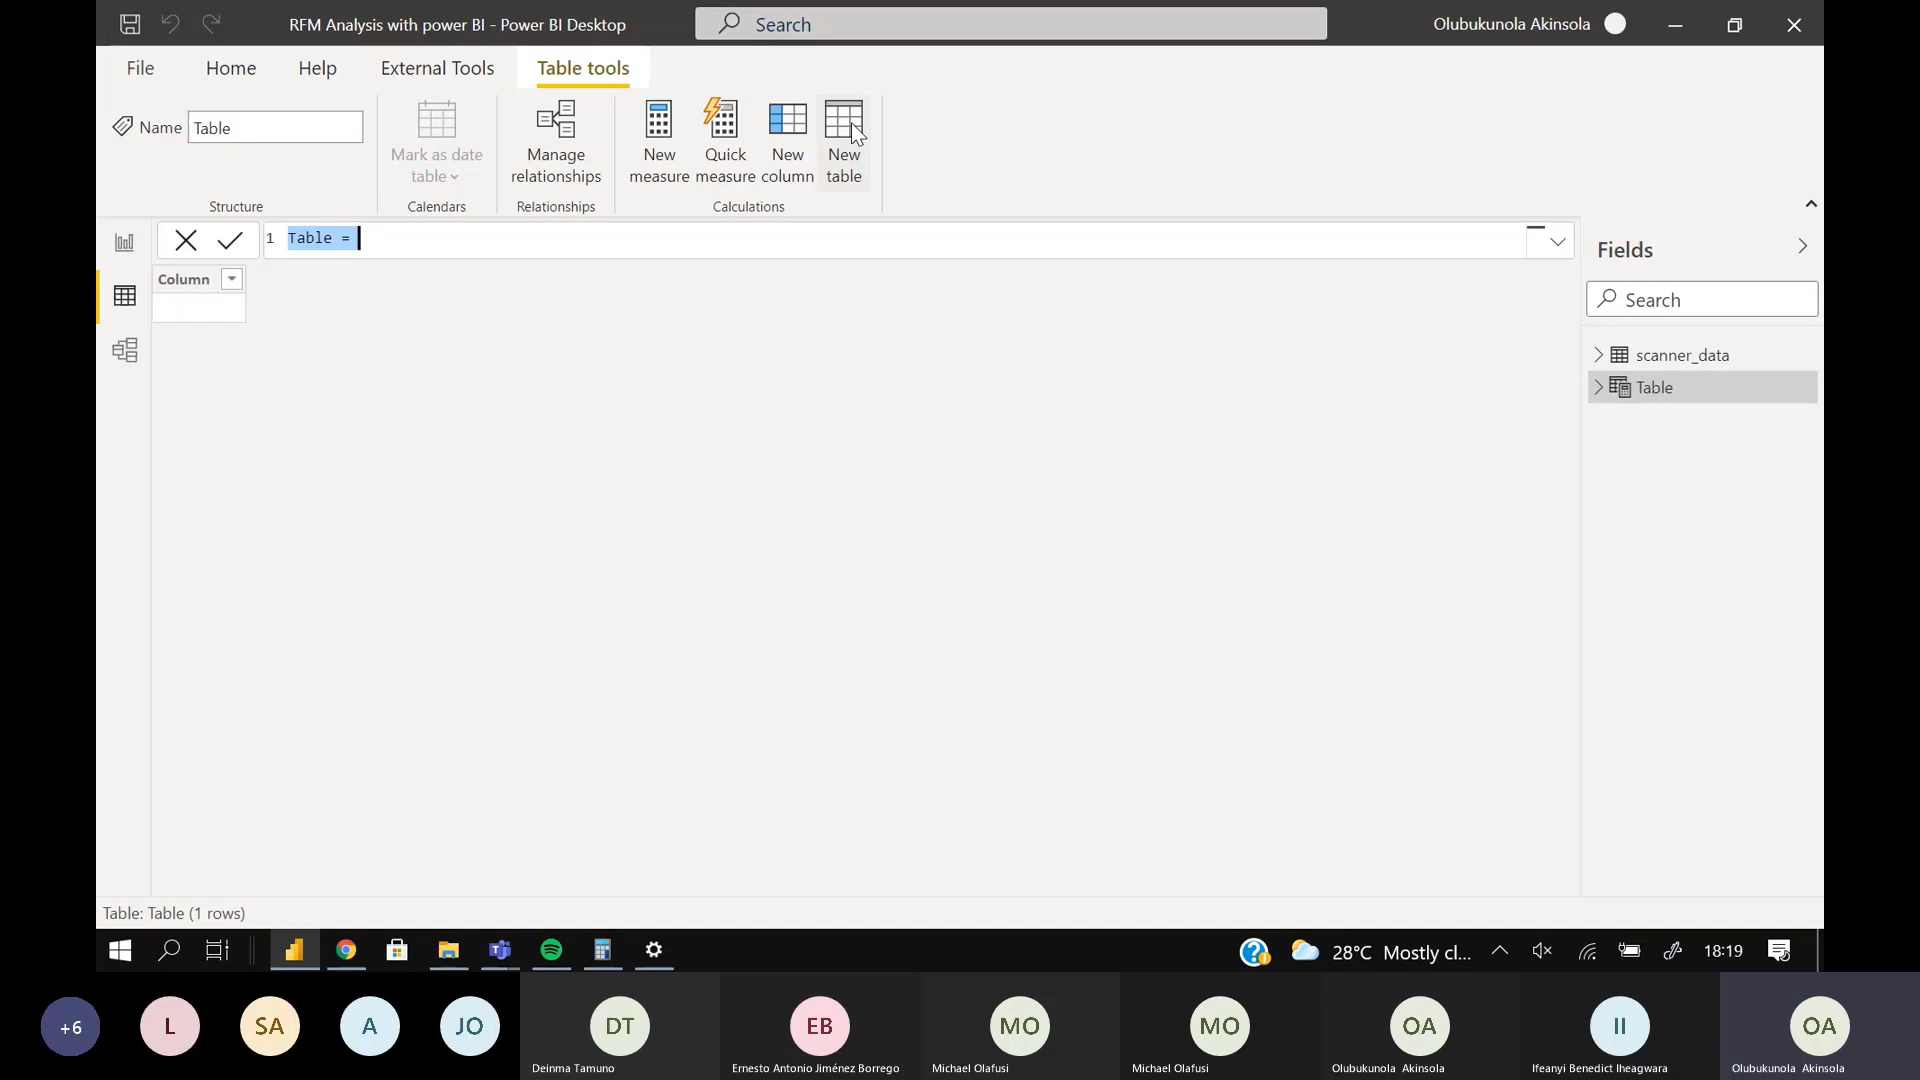 RFM Analysis with power BI - Power BI Desktop
Search
Olubukunola Akinsola
File
Home
Help
External Tools
Table tools
Name
Table
Mark as date
table
Manage
relationships
New
measure
Quick
measure
New
column
New
table
Structure
Calendars
Relationships
Calculations
1
Table =
Fields
Column
Search
scanner_data
Table
Table: Table (1 rows)
28°C Mostly cl...
18:19
+6
L
SA
A
JO
DT
EB
MO
MO
OA
II
OA
Deinma Tamuno
Ernesto Antonio Jiménez Borrego
Michael Olafusi
Michael Olafusi
Olubukunola Akinsola
Ifeanyi Benedict Iheagwara
Olubukunola Akinsola